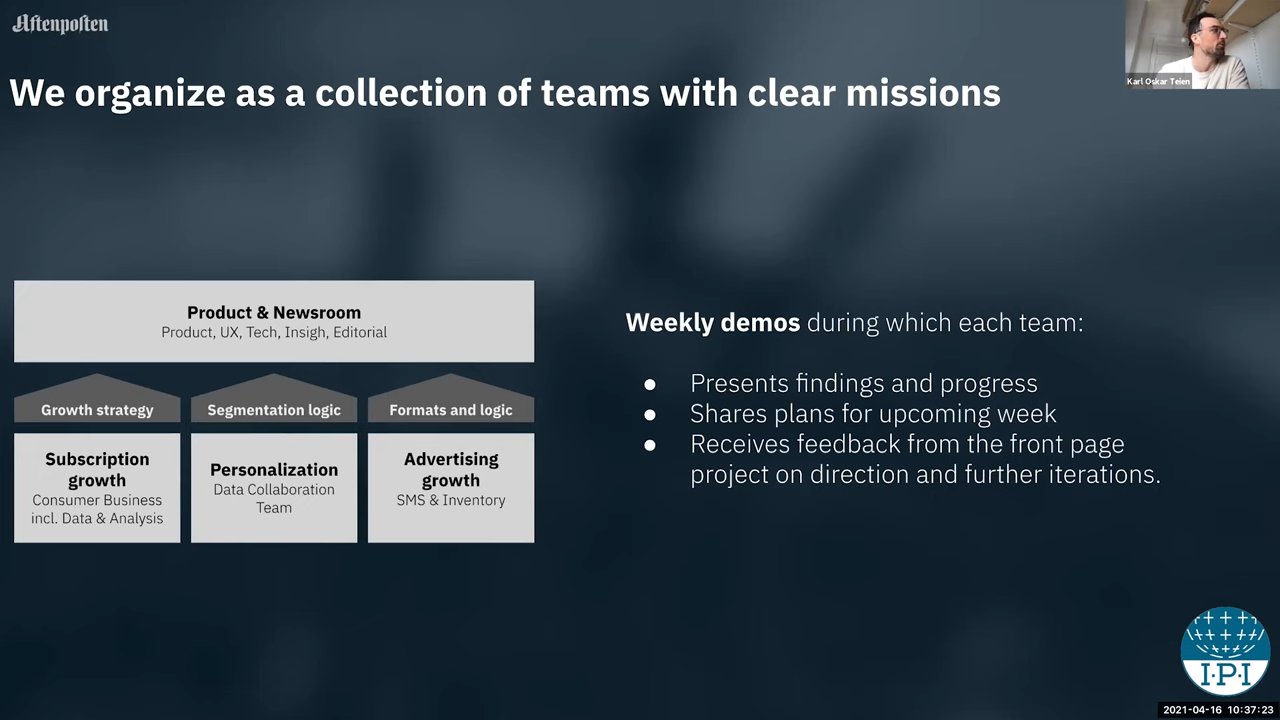 Aftenposten
Karl Oskar Teien
We organize as a collection of teams with clear missions
Product & Newsroom
Product, UX, Tech, Insigh, Editorial
Growth strategy
Segmentation logic
Formats and logic
Subscription
growth
Consumer Business
incl. Data & Analysis
Personalization
Data Collaboration
Team
Advertising
growth
SMS & Inventory
Weekly demos during which each team:
● Presents findings and progress
● Shares plans for upcoming week
● Receives feedback from the front page
project on direction and further iterations.
I·P·I
2021-04-16 10:37:23